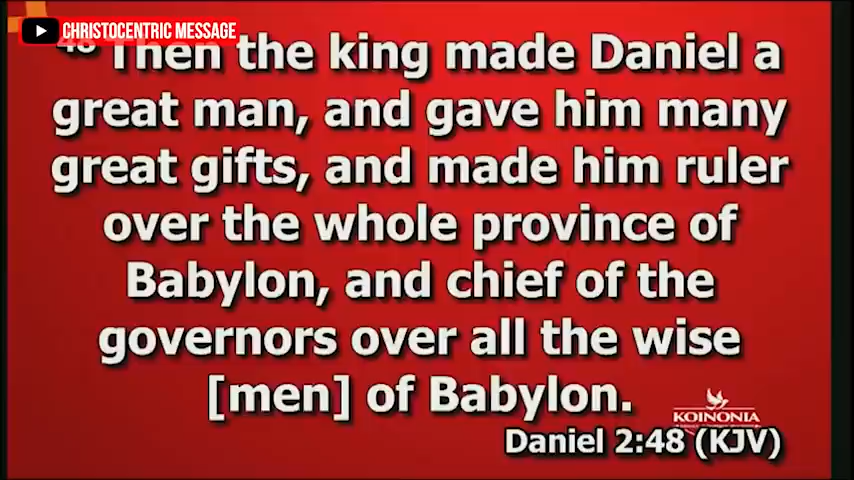 CHRISTOCENTRIC MESSAGE
48 Then the king made Daniel a
great man, and gave him many
great gifts, and made him ruler
over the whole province of
Babylon, and chief of the
governors over all the wise
[men] of Babylon.
KOINONIA
Daniel 2:48 (KJV)